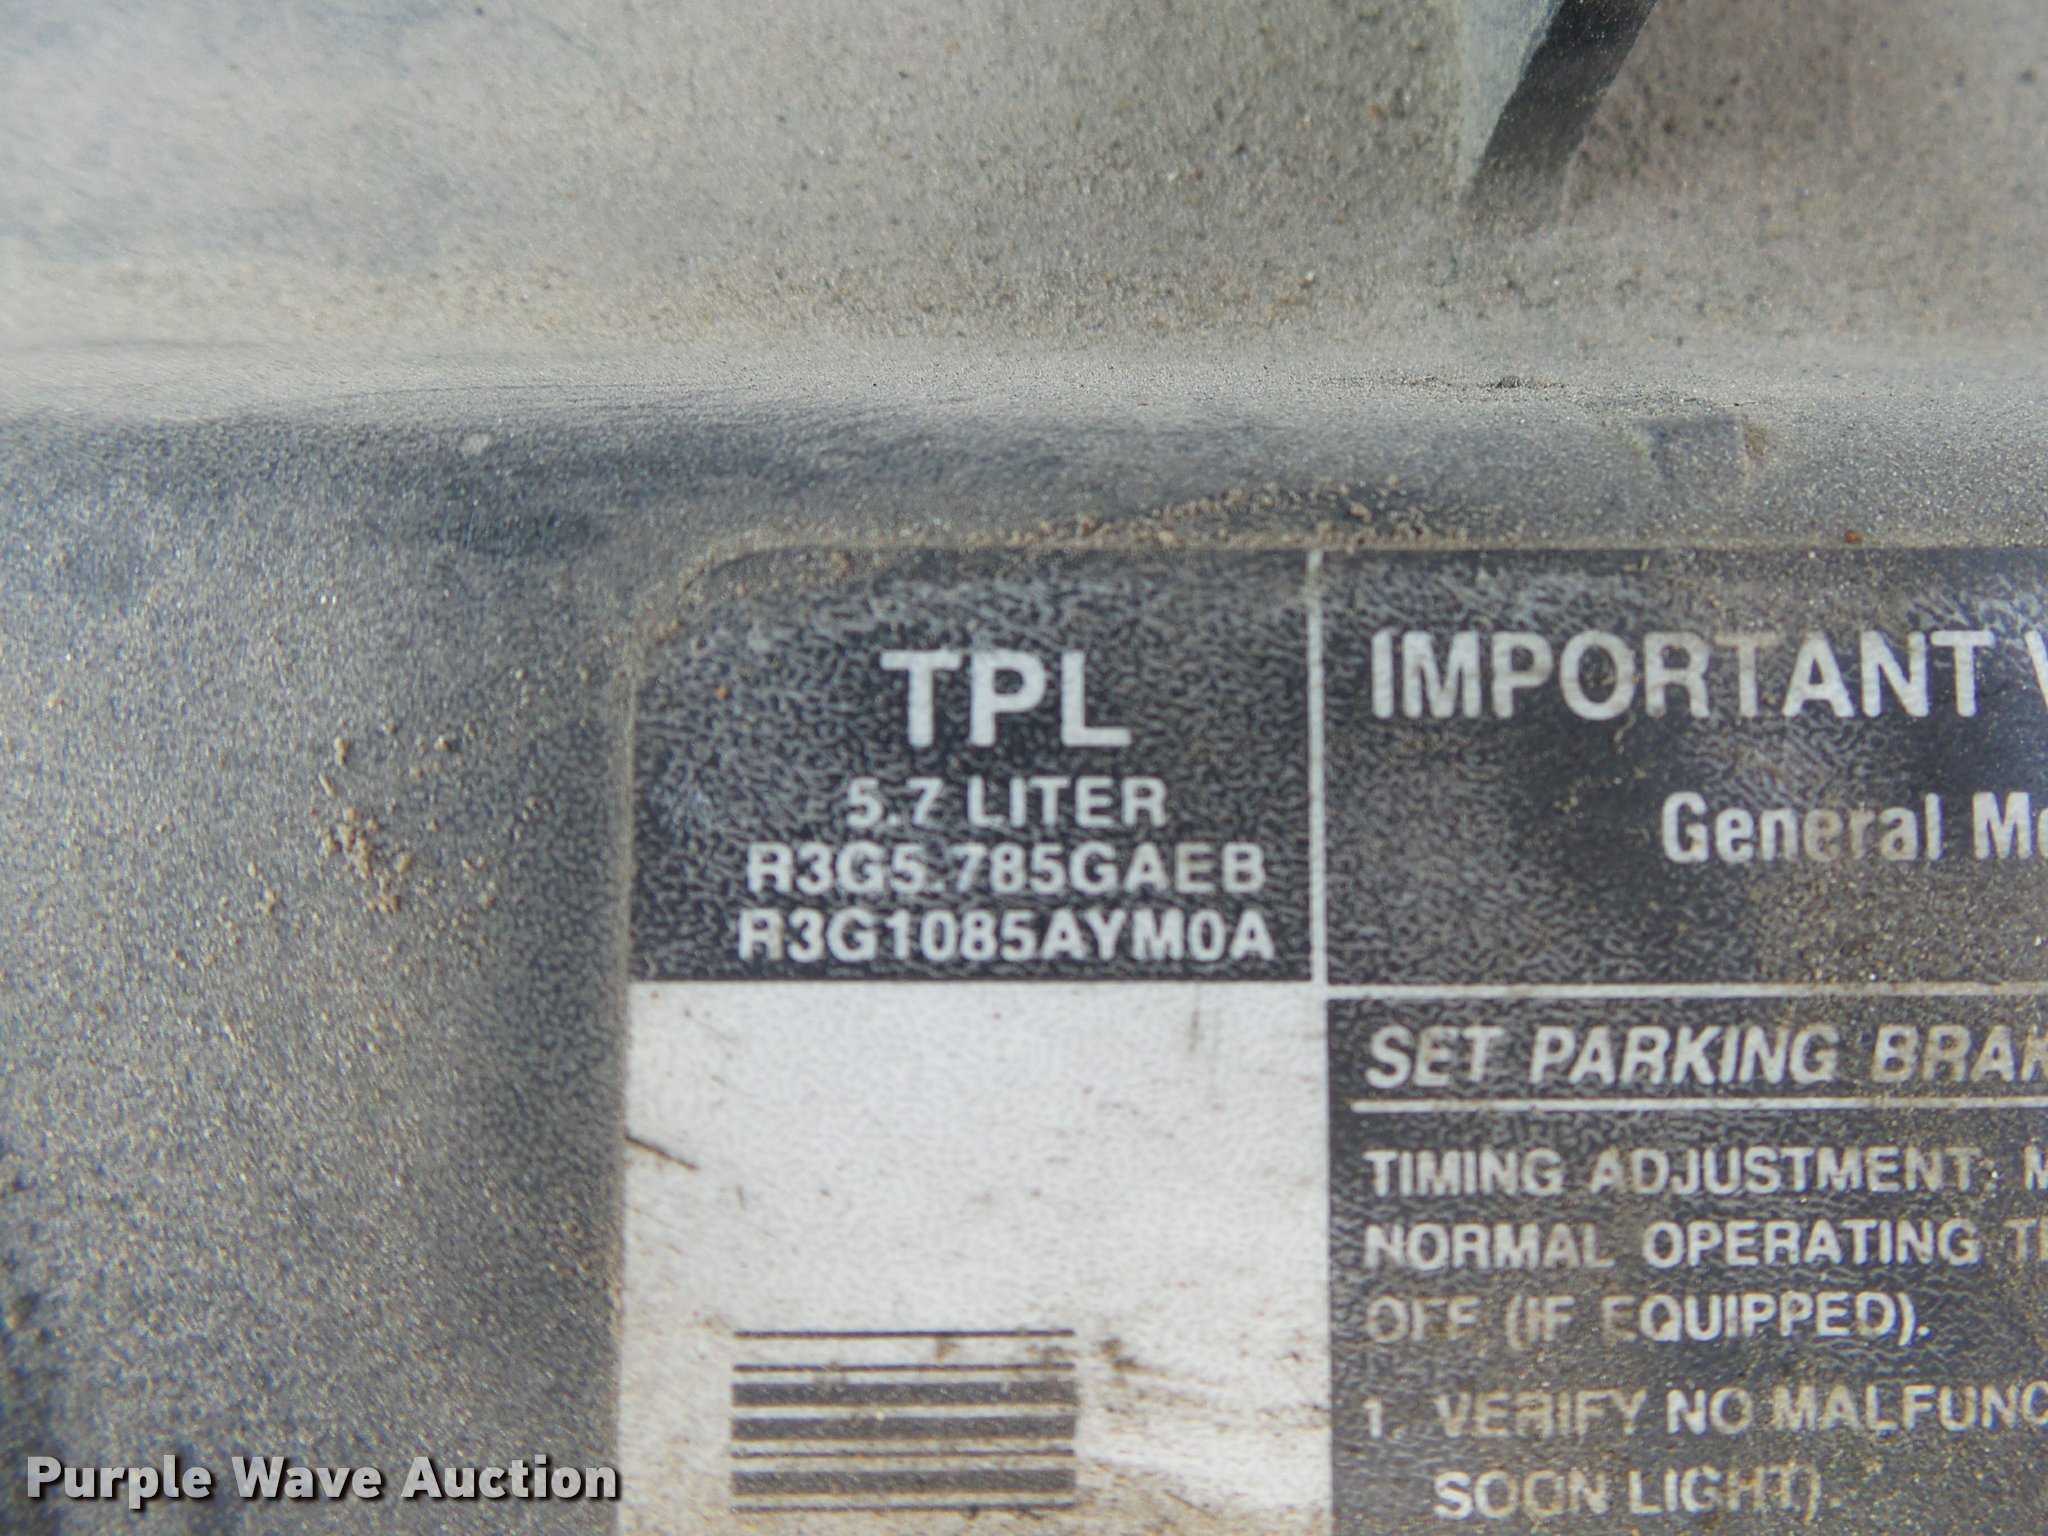 TPL
5.7 LITER
R3G5.785GAEB
R3G1085AYM0A
IMPORTANT
General
SET PARKING
TIMING ADJUSTMENT:
NORMAL OPERATING
OFF (IF EQUIPPED).
1. VERIFY NO
SOON LIGHT).
Purple Wave Auction